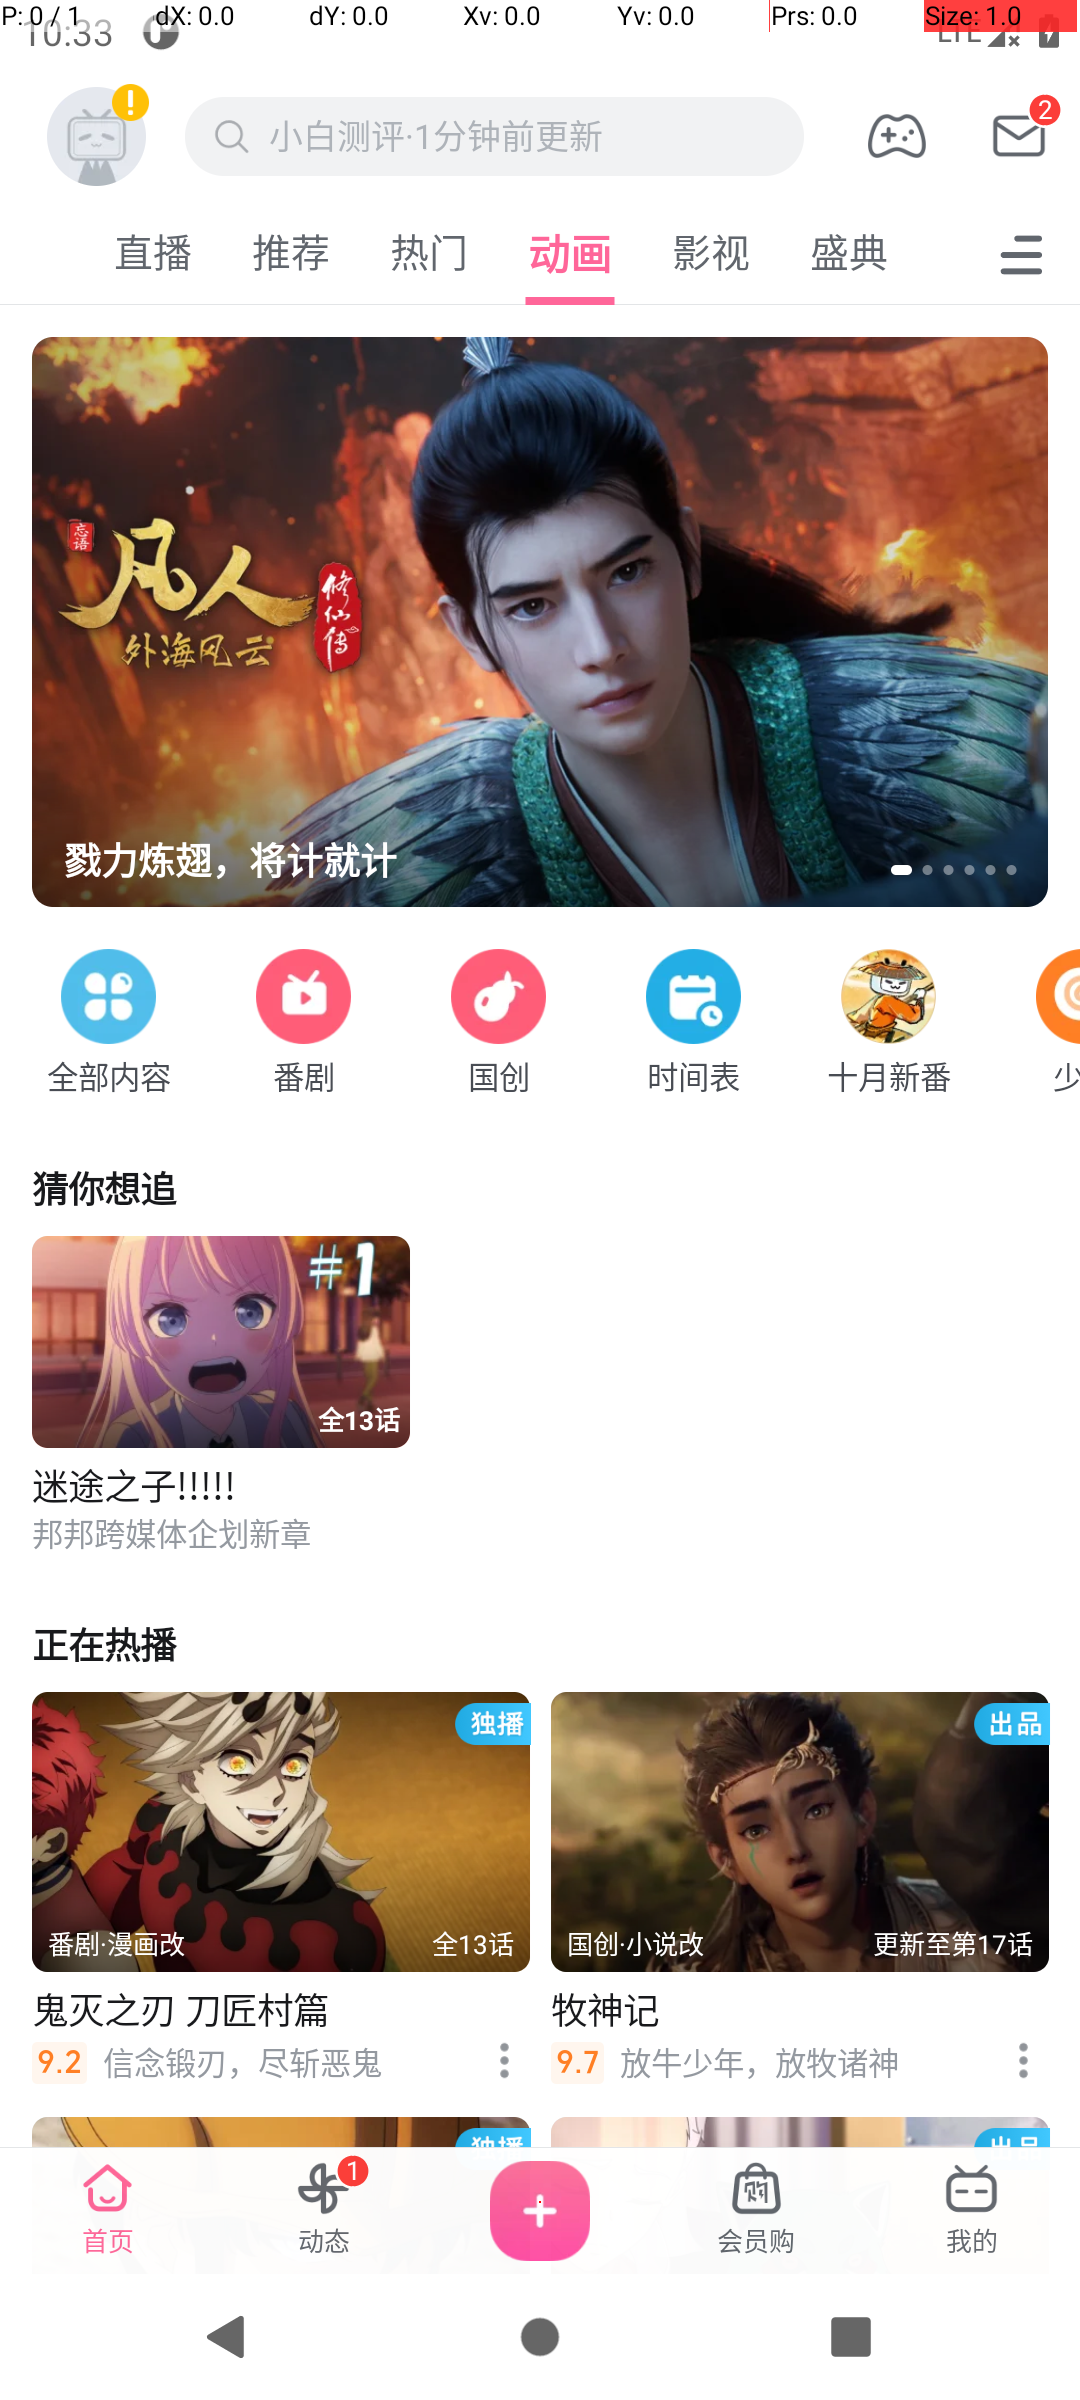 P: 0 / 1 dX: 0.0 dY: 0.0 Xv: 0.0 Yv: 0.0 Prs: 0.0 Size: 1.0
10:33 LTE
小白测评·1分钟前更新
2
直播 推荐 热门 动画 影视 盛典
忘语
凡人
修仙传
外海风云
戮力炼翅，将计就计
全部内容 番剧 国创 时间表 十月新番 少
猜你想追
#1
全13话
迷途之子!!!!!
邦邦跨媒体企划新章
正在热播
独播
番剧·漫画改 全13话
出品
国创·小说改 更新至第17话
鬼灭之刃 刀匠村篇
9.2 信念锻刃，尽斩恶鬼
牧神记
9.7 放牛少年，放牧诸神
独播
出品
首页
1
动态
购
会员购
我的